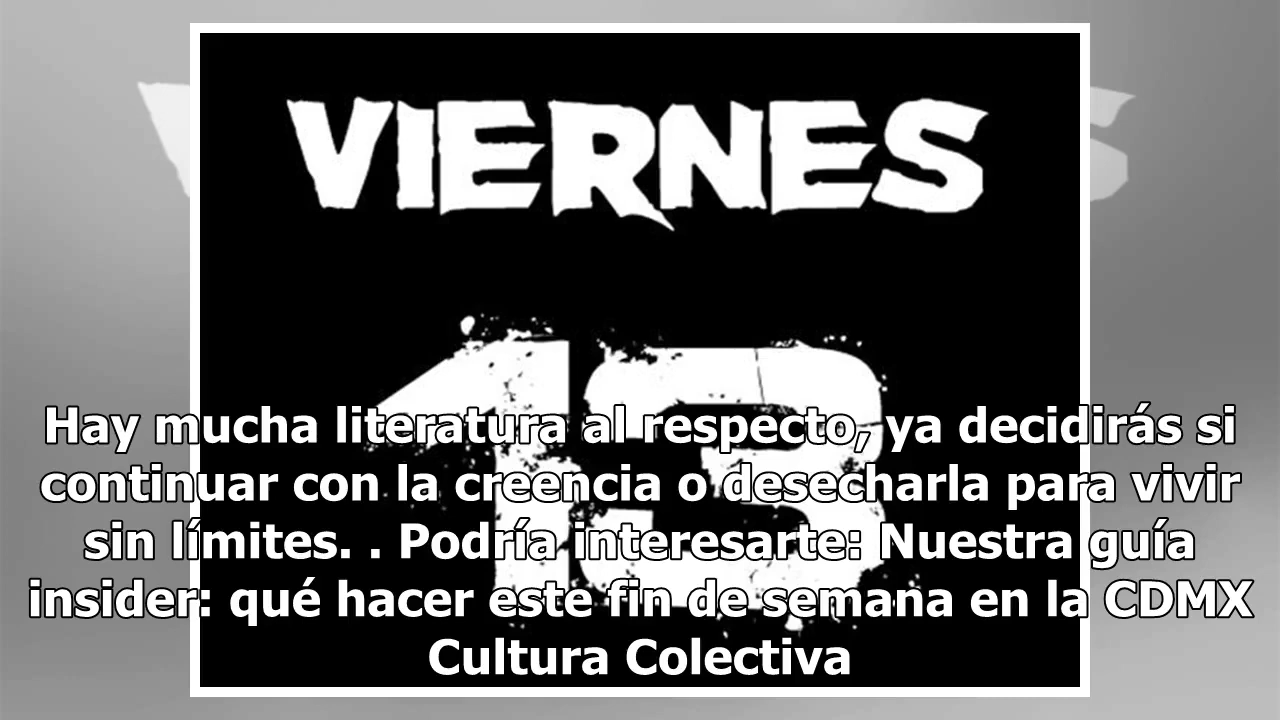 VIERNES
13
Hay mucha literatura al respecto, ya decidirás si
continuar con la creencia o desecharla para vivir
sin límites. . Podría interesarte: Nuestra guía
insider: qué hacer este fin de semana en la CDMX
Cultura Colectiva